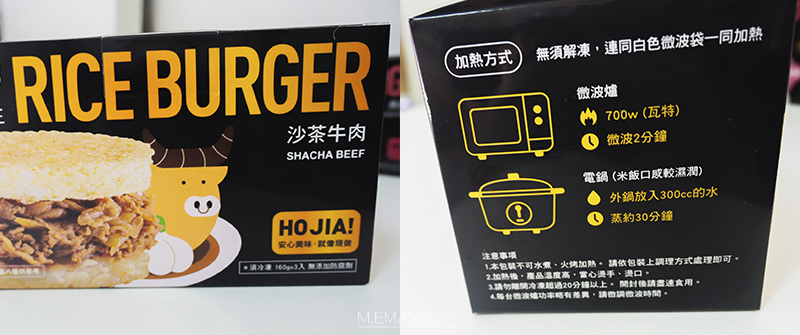 RICE BURGER
沙茶牛肉
SHACHA BEEF
HOJIA!
安心美味・就像現做
*須冷凍 160gx3入 無添加防腐劑
加熱方式
無須解凍，連同白色微波袋一同加熱
微波爐
700w (瓦特)
微波2分鐘
電鍋 (米飯口感較濕潤)
外鍋放入300cc的水
蒸約30分鐘
注意事項
1.本包裝不可水煮、火烤加熱。 請依包裝上調理方式處理即可。
2.加熱後，產品溫度高，當心燙手、燙口。
3.請勿離開冷凍超過20分鐘以上。 開封後請盡速食用。
4.每台微波爐功率略有差異，請微調微波時間。